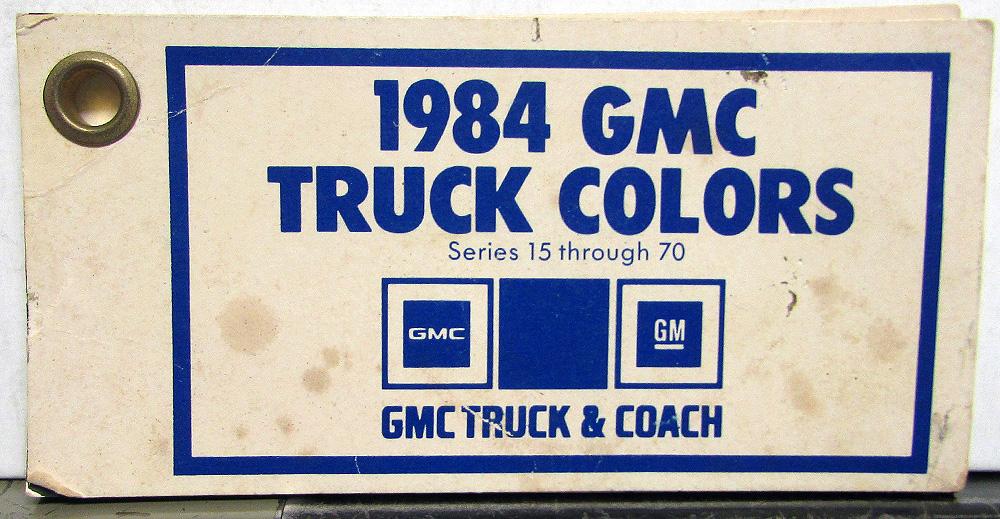 1984 GMC
TRUCK COLORS
Series 15 through 70
GMC GM
GMC TRUCK & COACH